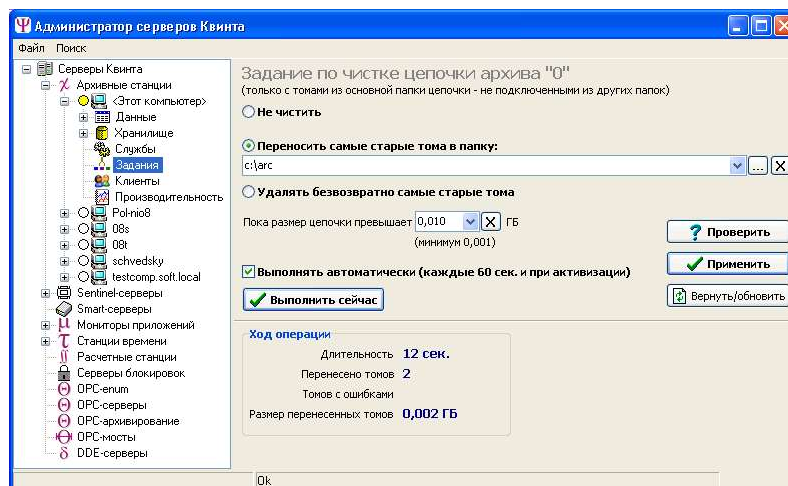 Администратор серверов Квинта
Файл Поиск
Серверы Квинта
Архивные станции
<Этот компьютер>
Данные
Хранилище
Службы
Задания
Клиенты
Производительность
Pol-nio8
08s
08t
schvedsky
testcomp.soft.local
Sentinel-серверы
Smart-серверы
Мониторы приложений
Станции времени
Расчетные станции
Серверы блокировок
OPC-enum
OPC-серверы
OPC-архивирование
OPC-мосты
DDE-серверы
Задание по чистке цепочки архива "0"
(только с томами из основной папки цепочки - не подключенными из других папок)
Не чистить
Переносить самые старые тома в папку:
c:\arc
...
Удалять безвозвратно самые старые тома
Пока размер цепочки превышает 0,010 ГБ
(минимум 0,001)
Проверить
Выполнять автоматически (каждые 60 сек. и при активизации)
Применить
Выполнить сейчас
Вернуть/обновить
Ход операции
Длительность 12 сек.
Перенесено томов 2
Томов с ошибками
Размер перенесенных томов 0,002 ГБ
Ok